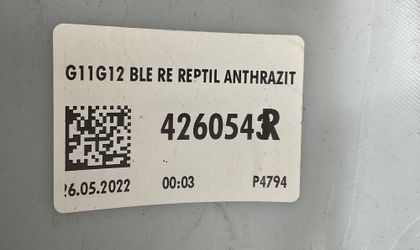 G11G12 BLE RE REPTIL ANTHRAZIT
4260543R
26.05.2022 00:03 P4794